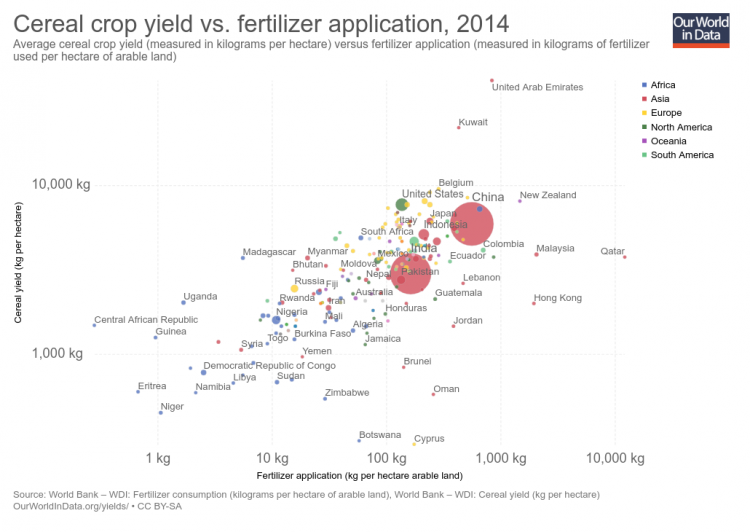 Cereal crop yield vs. fertilizer application, 2014
Average cereal crop yield (measured in kilograms per hectare) versus fertilizer application (measured in kilograms of fertilizer
used per hectare of arable land)
Our World
in Data
Africa
Asia
Europe
North America
Oceania
South America
Cereal yield (kg per hectare)
10,000 kg
1,000 kg
United Arab Emirates
Kuwait
Belgium
United States
China
New Zealand
Italy
Japan
Indonesia
South Africa
Colombia
Madagascar
Myanmar
Mexico
India
Ecuador
Malaysia
Qatar
Bhutan
Moldova
Nepal
Pakistan
Lebanon
Russia
Fiji
Uganda
Rwanda
Iran
Australia
Guatemala
Hong Kong
Honduras
Central African Republic
Nigeria
Mali
Jordan
Guinea
Togo
Burkina Faso
Algeria
Jamaica
Syria
Yemen
Democratic Republic of Congo
Brunei
Libya
Sudan
Eritrea
Namibia
Zimbabwe
Oman
Niger
Botswana
Cyprus
1 kg
10 kg
100 kg
1,000 kg
10,000 kg
Fertilizer application (kg per hectare arable land)
Source: World Bank – WDI: Fertilizer consumption (kilograms per hectare of arable land), World Bank – WDI: Cereal yield (kg per hectare)
OurWorldInData.org/yields/ • CC BY-SA